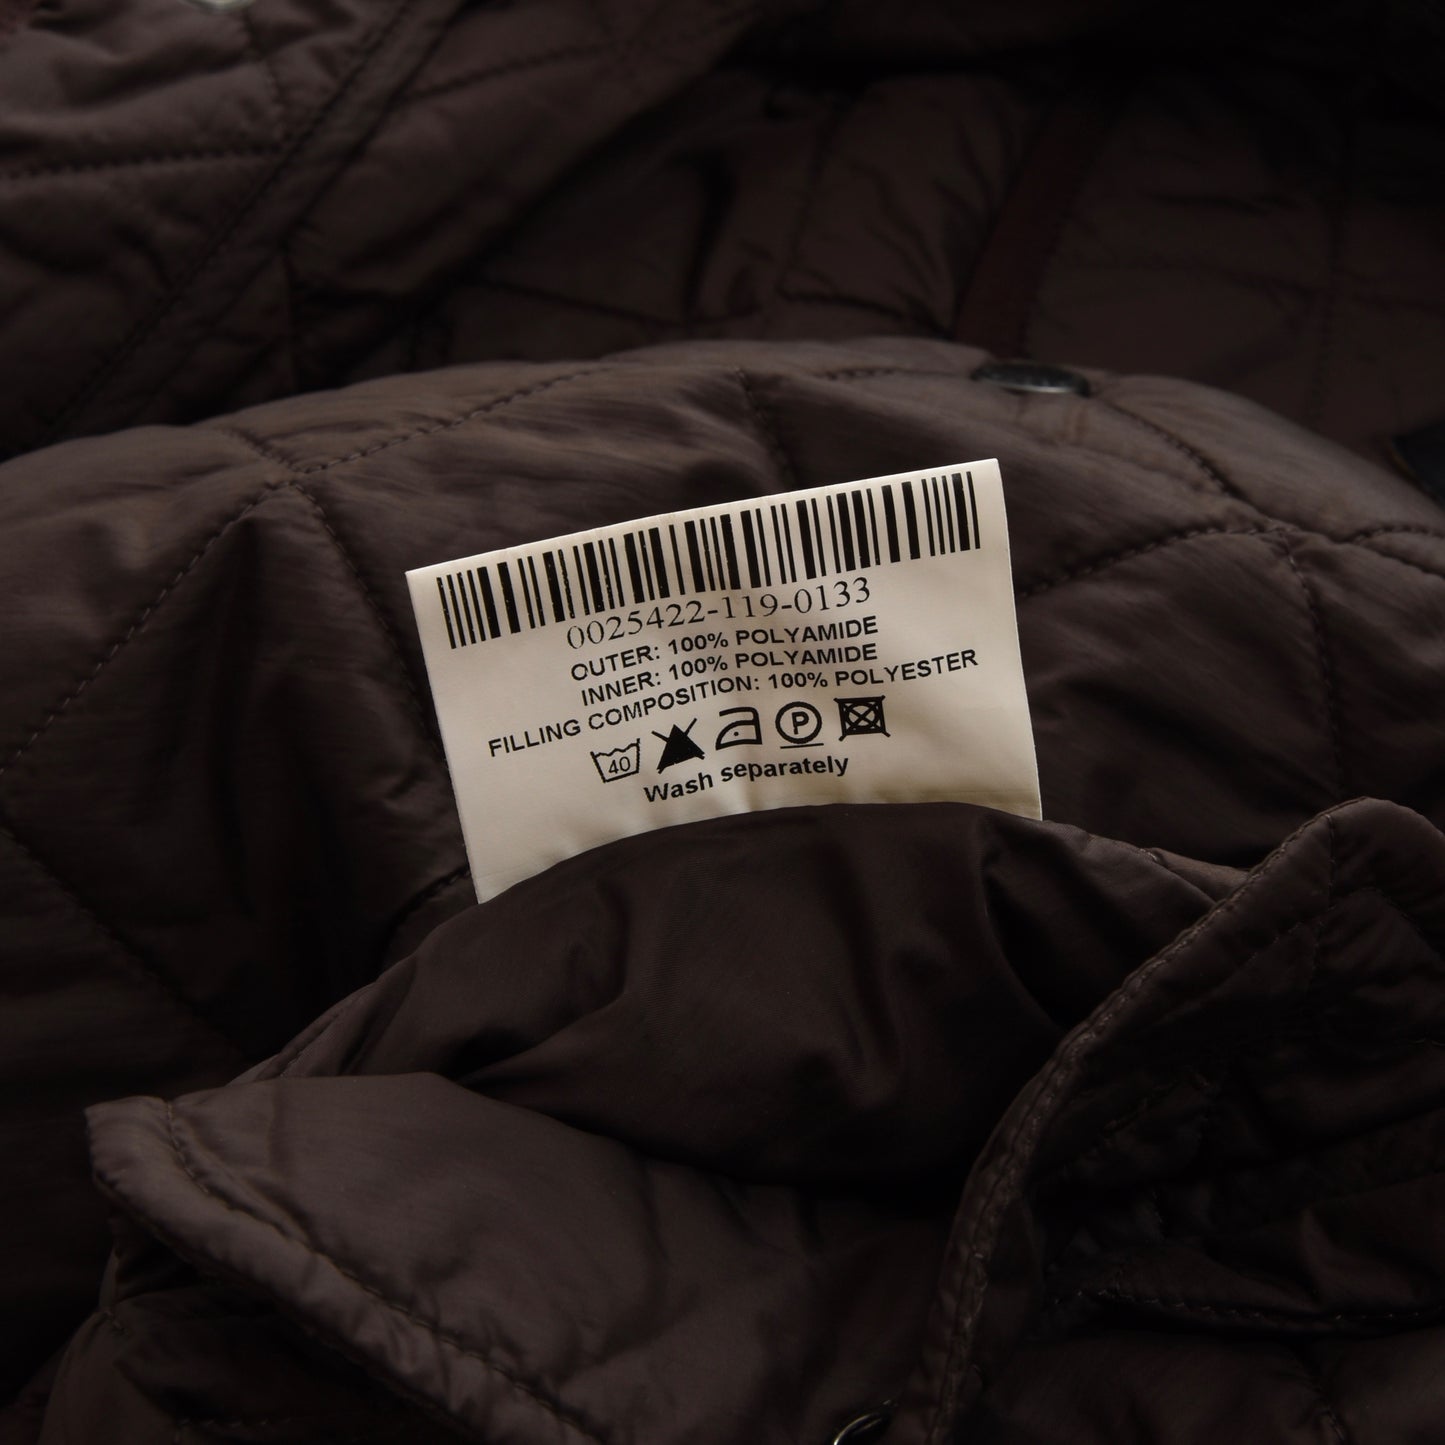 0025422-119-0133
OUTER: 100% POLYAMIDE
INNER: 100% POLYAMIDE
FILLING COMPOSITION: 100% POLYESTER
40 P
Wash separately